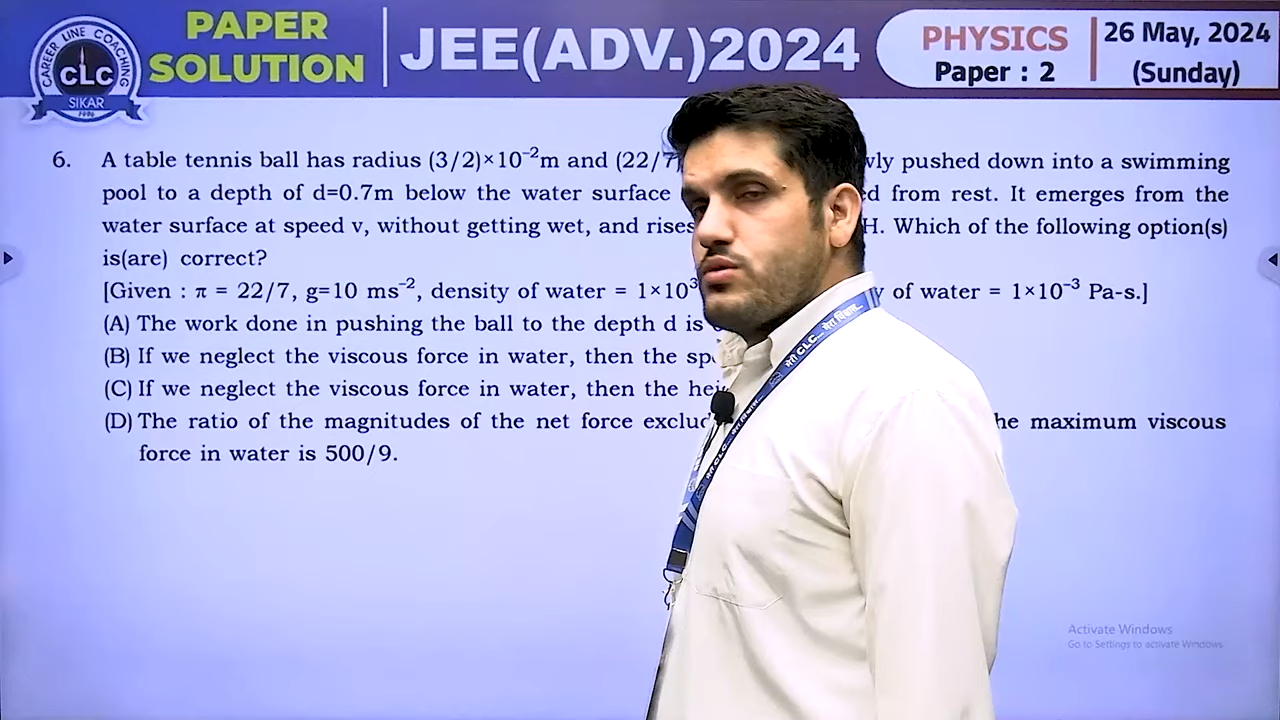 CAREER LINE COACHING
CLC
SIKAR
1996
PAPER
SOLUTION
JEE(ADV.)2024
PHYSICS
Paper : 2
26 May, 2024
(Sunday)
6. A table tennis ball has radius (3/2)×10⁻²m and (22/7 wly pushed down into a swimming
pool to a depth of d=0.7m below the water surface ed from rest. It emerges from the
water surface at speed v, without getting wet, and rises H. Which of the following option(s)
is(are) correct?
[Given : π = 22/7, g=10 ms⁻², density of water = 1×10³ y of water = 1×10⁻³ Pa-s.]
(A) The work done in pushing the ball to the depth d is
(B) If we neglect the viscous force in water, then the sp
(C) If we neglect the viscous force in water, then the hei
(D) The ratio of the magnitudes of the net force exclu he maximum viscous
force in water is 500/9.
मेरा विश्वास..
मेरी CLC...
Activate Windows
Go to Settings to activate Windows.